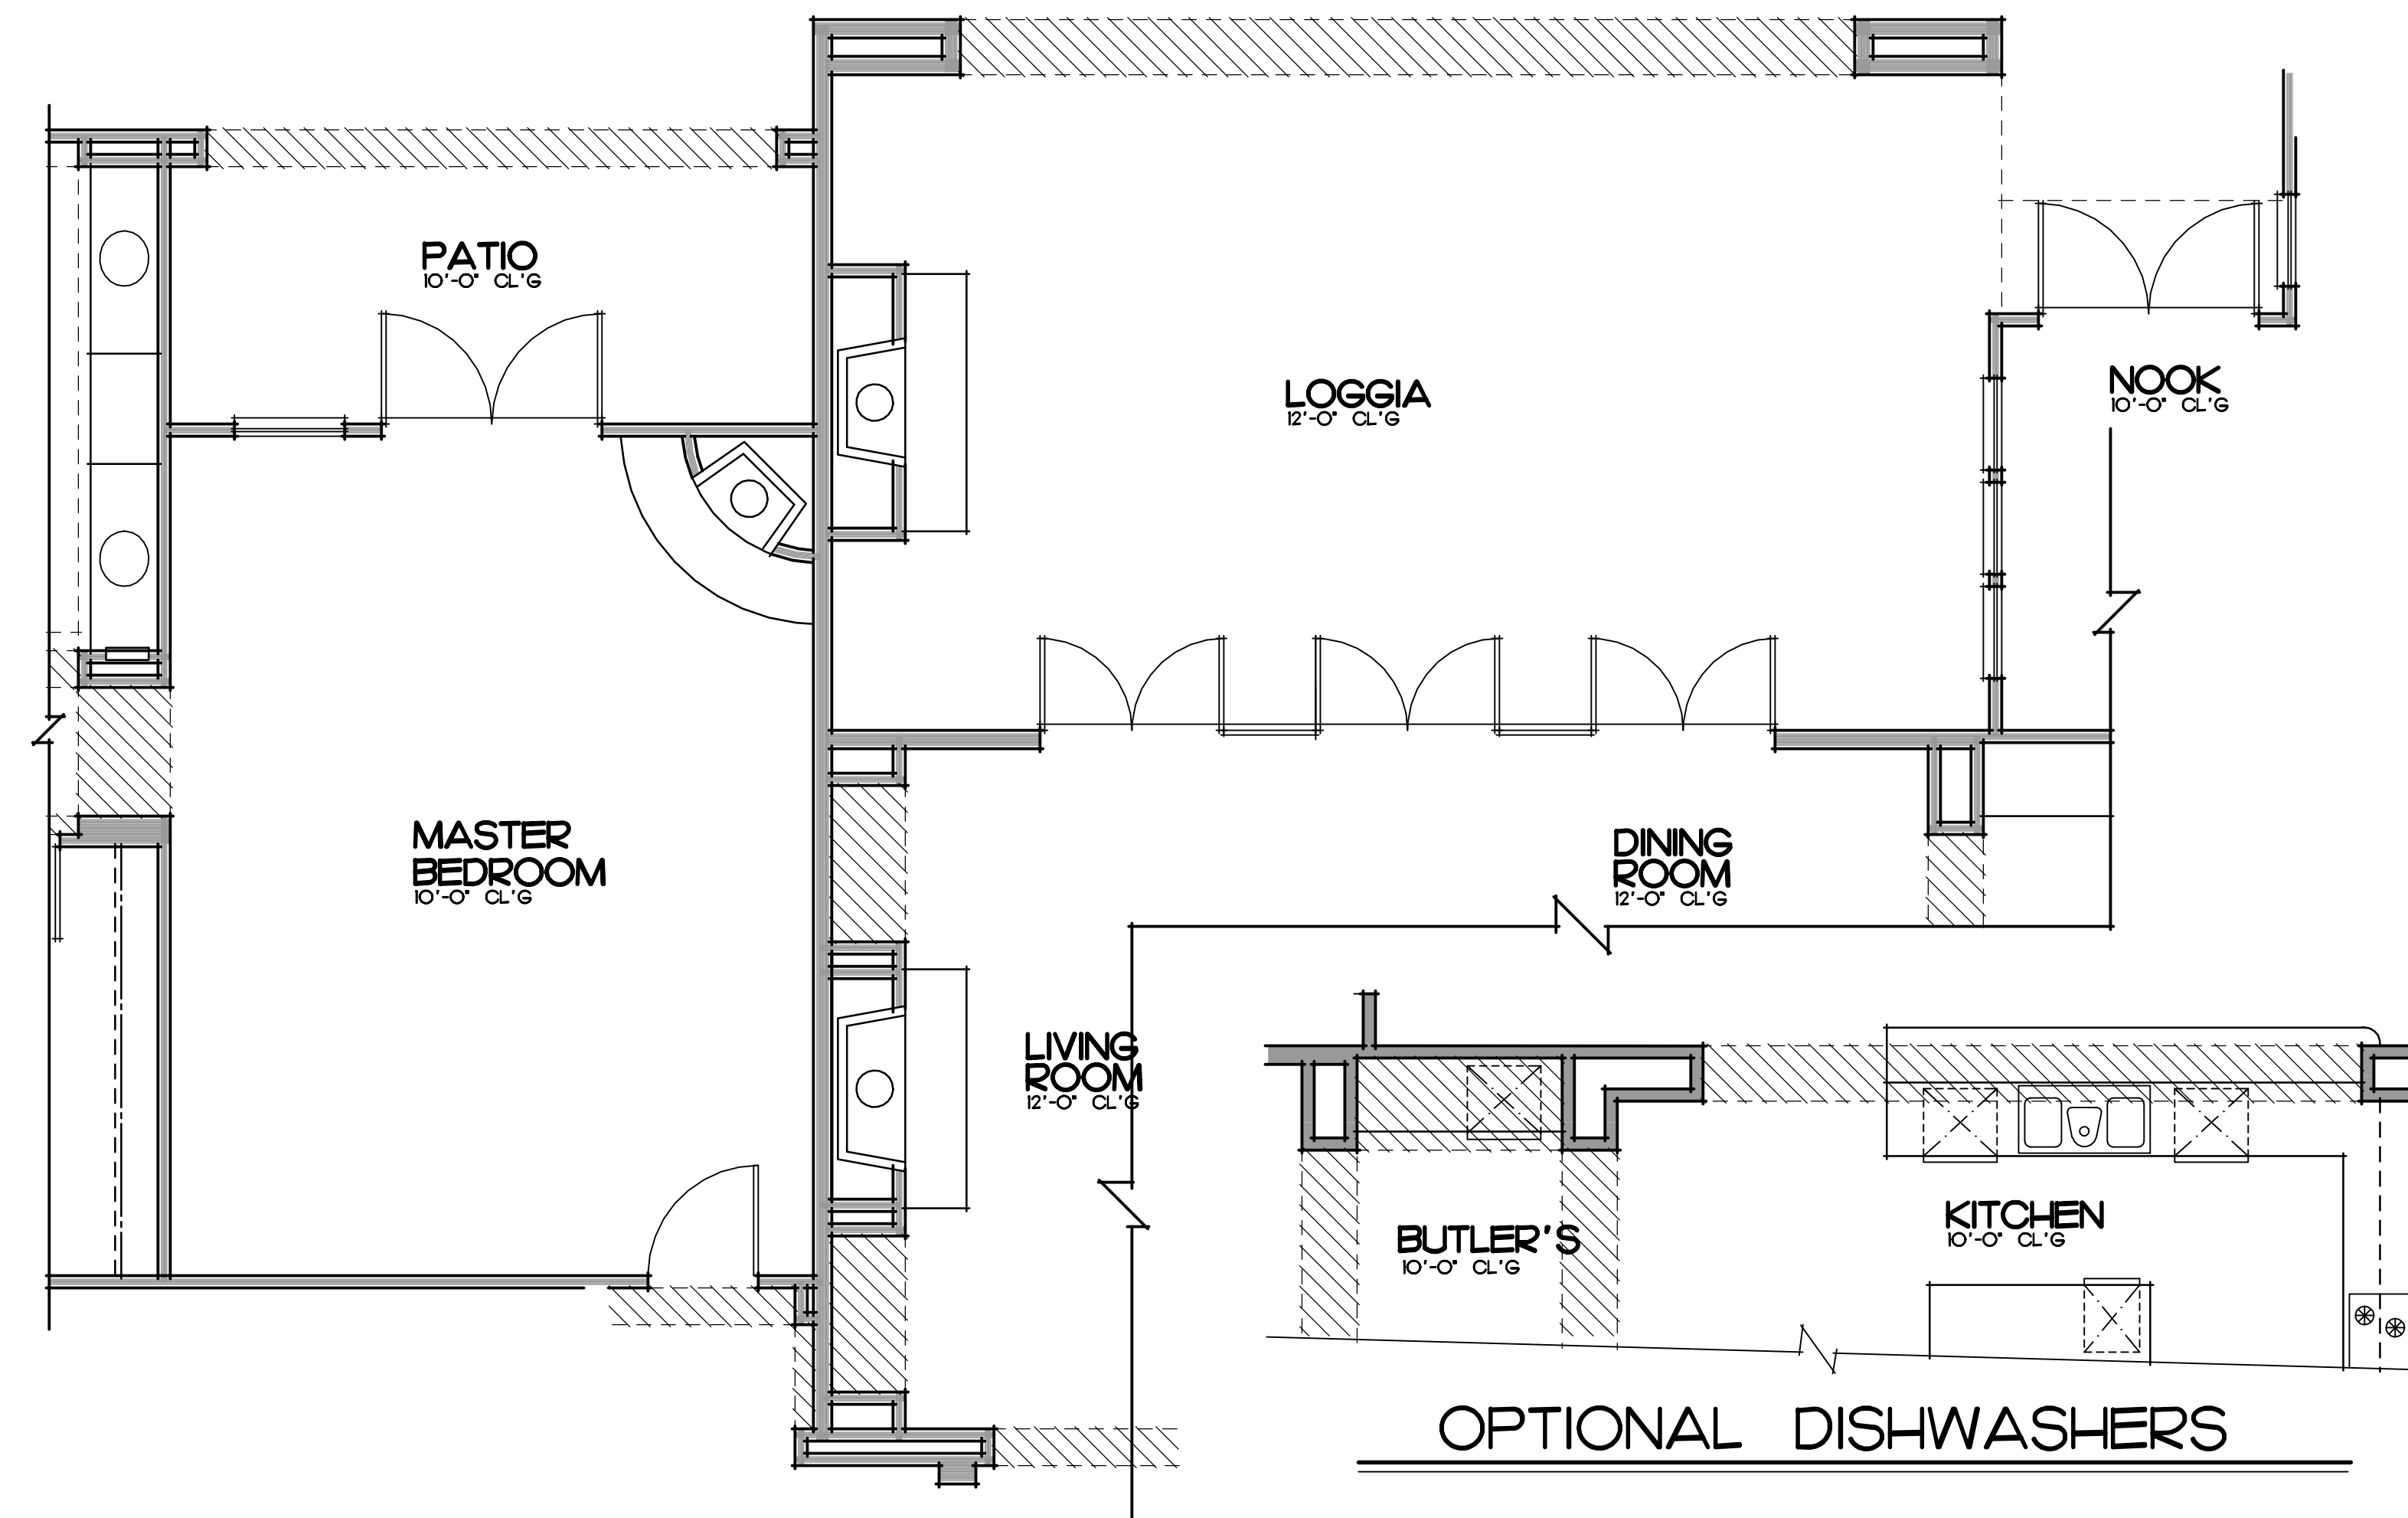 PATIO
10'-0" CL'G
LOGGIA
12'-0" CL'G
NOOK
10'-0" CL'G
MASTER
BEDROOM
10'-0" CL'G
DINING
ROOM
12'-0" CL'G
LIVING
ROOM
12'-0" CL'G
BUTLER'S
10'-0" CL'G
KITCHEN
10'-0" CL'G
OPTIONAL DISHWASHERS